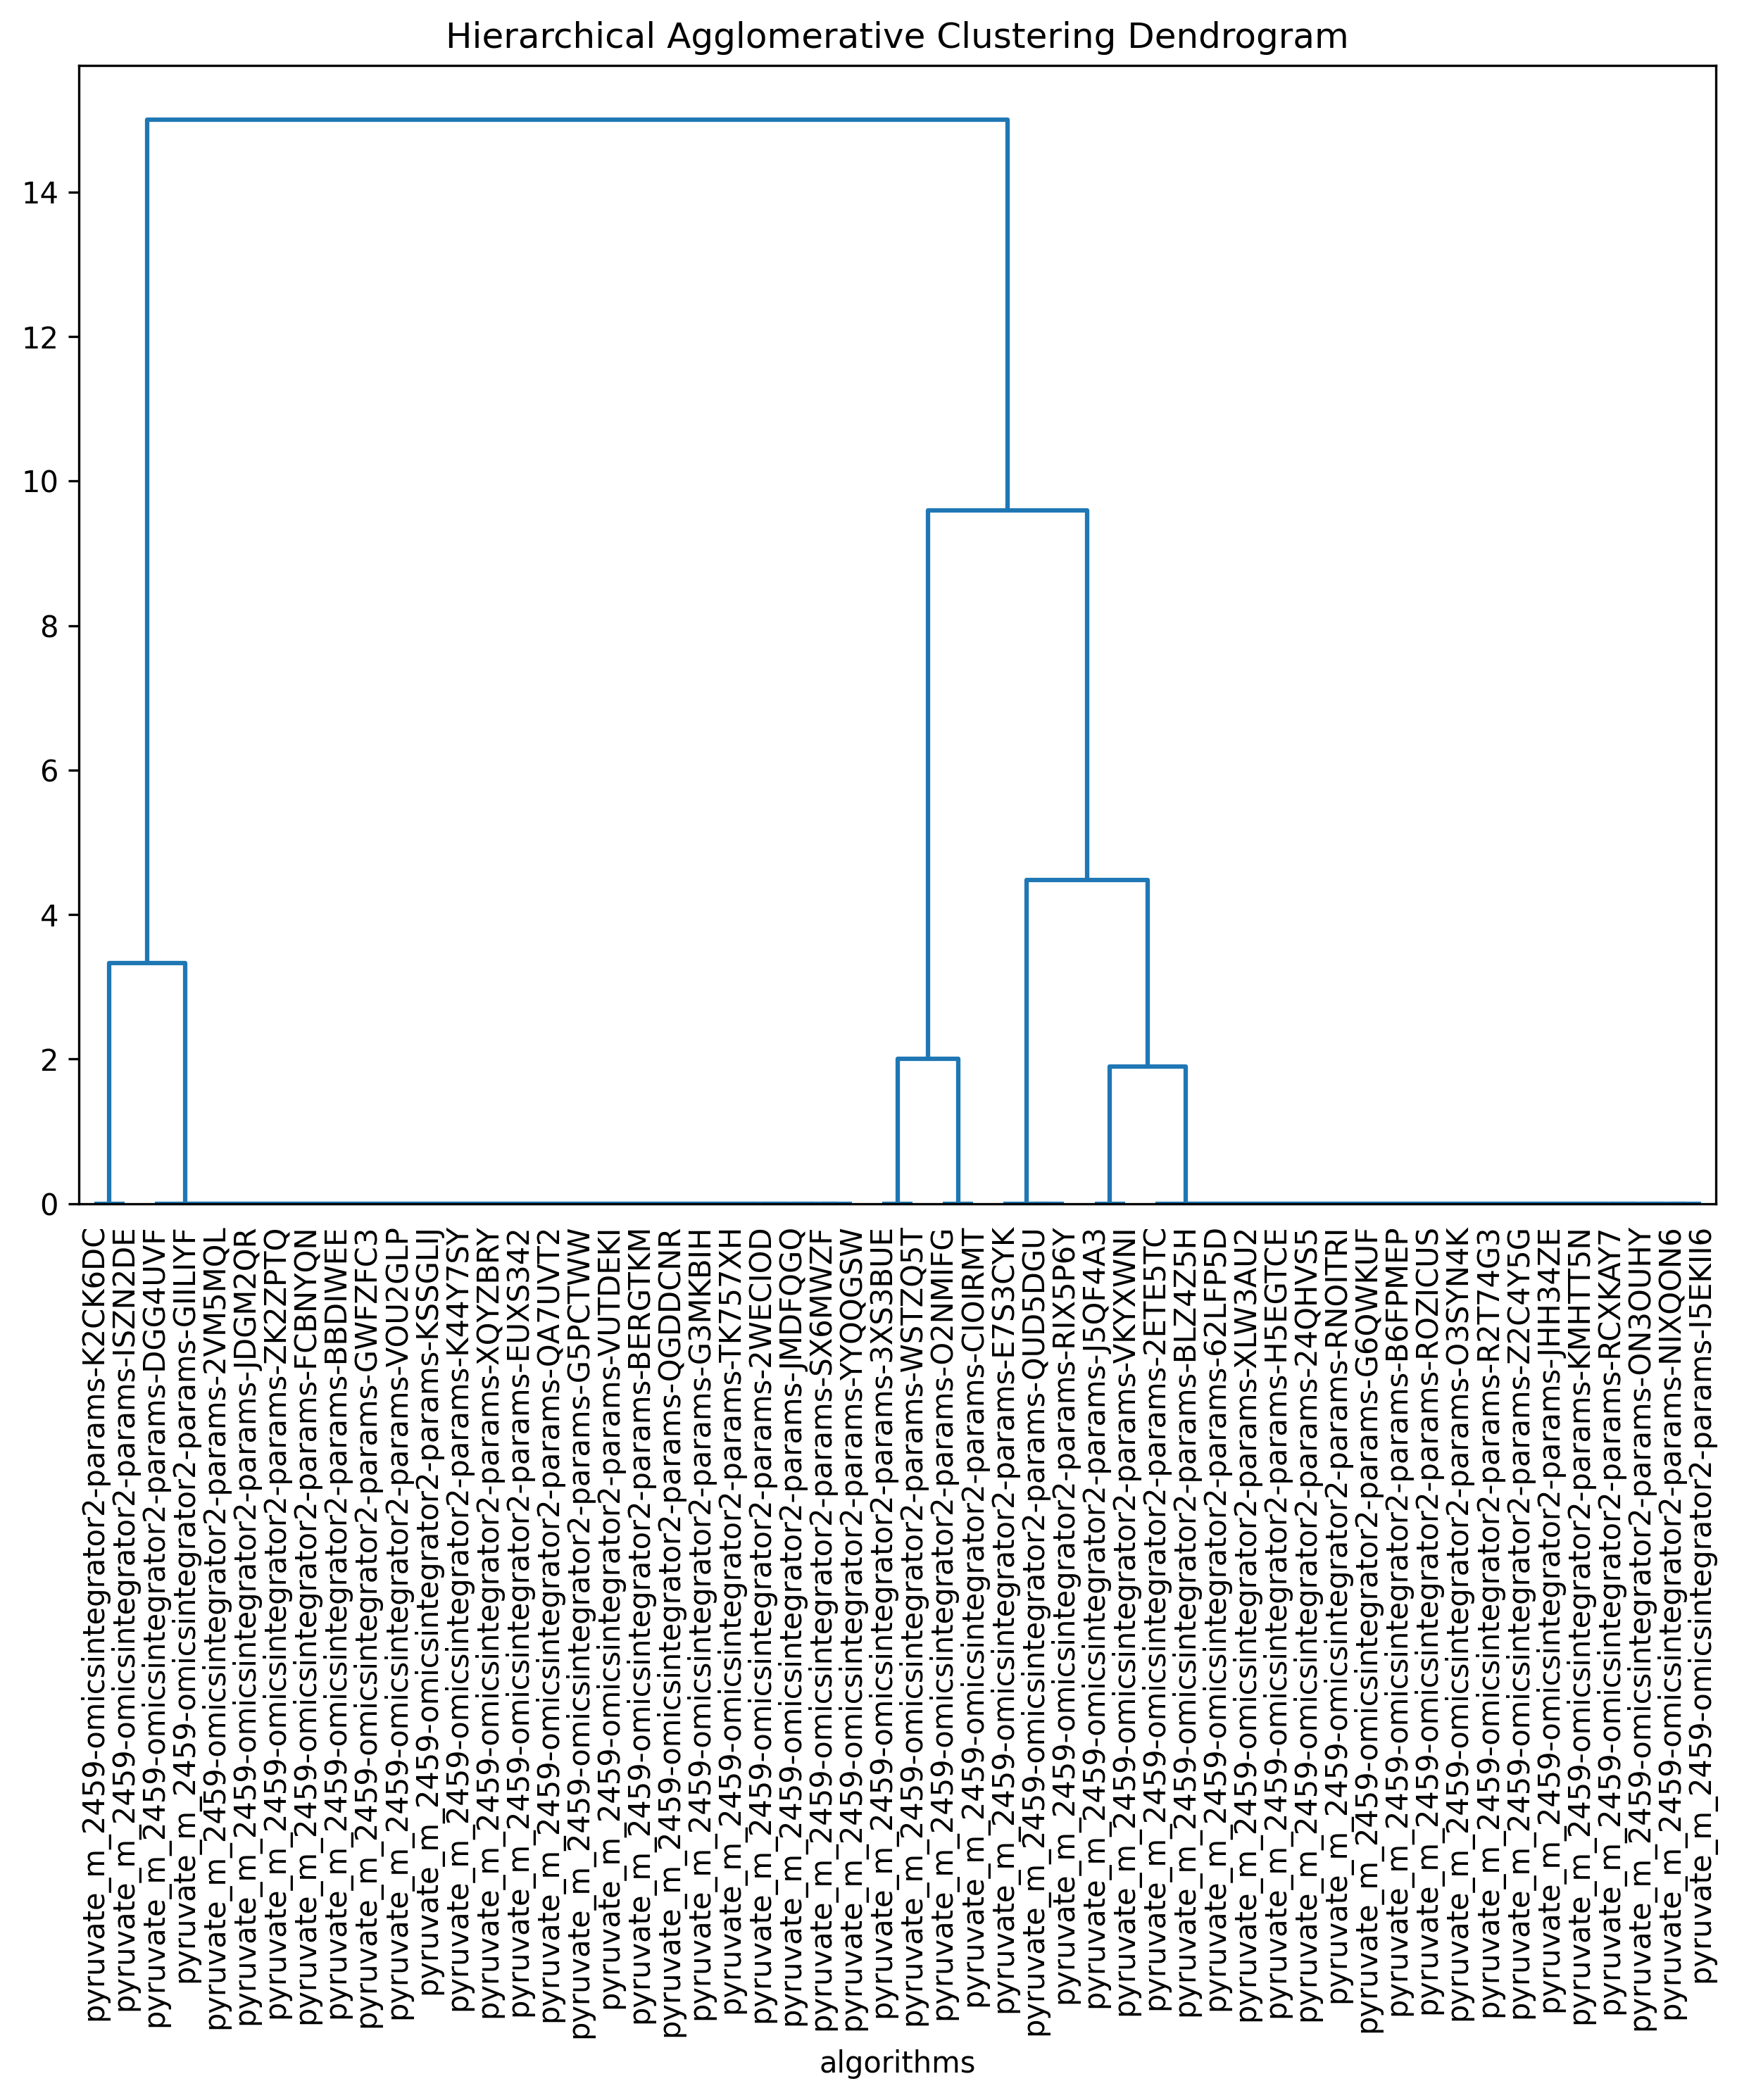 Hierarchical Agglomerative Clustering Dendrogram
14
12
10
8
6
4
2
0
pyruvate_m_2459-omicsintegrator2-params-K2CK6DC
pyruvate_m_2459-omicsintegrator2-params-ISZN2DE
pyruvate_m_2459-omicsintegrator2-params-DGG4UVF
pyruvate_m_2459-omicsintegrator2-params-GIILIYF
pyruvate_m_2459-omicsintegrator2-params-2VM5MQL
pyruvate_m_2459-omicsintegrator2-params-JDGM2QR
pyruvate_m_2459-omicsintegrator2-params-ZK2ZPTQ
pyruvate_m_2459-omicsintegrator2-params-FCBNYQN
pyruvate_m_2459-omicsintegrator2-params-BBDIWEE
pyruvate_m_2459-omicsintegrator2-params-GWFZFC3
pyruvate_m_2459-omicsintegrator2-params-VOU2GLP
pyruvate_m_2459-omicsintegrator2-params-KSSGLIJ
pyruvate_m_2459-omicsintegrator2-params-K44Y7SY
pyruvate_m_2459-omicsintegrator2-params-XQYZBRY
pyruvate_m_2459-omicsintegrator2-params-EUXS342
pyruvate_m_2459-omicsintegrator2-params-QA7UVT2
pyruvate_m_2459-omicsintegrator2-params-G5PCTWW
pyruvate_m_2459-omicsintegrator2-params-VUTDEKI
pyruvate_m_2459-omicsintegrator2-params-BERGTKM
pyruvate_m_2459-omicsintegrator2-params-QGDDCNR
pyruvate_m_2459-omicsintegrator2-params-G3MKBIH
pyruvate_m_2459-omicsintegrator2-params-TK757XH
pyruvate_m_2459-omicsintegrator2-params-2WECIOD
pyruvate_m_2459-omicsintegrator2-params-JMDFQGQ
pyruvate_m_2459-omicsintegrator2-params-SX6MWZF
pyruvate_m_2459-omicsintegrator2-params-YYQQGSW
pyruvate_m_2459-omicsintegrator2-params-3XS3BUE
pyruvate_m_2459-omicsintegrator2-params-WSTZQ5T
pyruvate_m_2459-omicsintegrator2-params-O2NMIFG
pyruvate_m_2459-omicsintegrator2-params-CIOIRMT
pyruvate_m_2459-omicsintegrator2-params-E7S3CYK
pyruvate_m_2459-omicsintegrator2-params-QUD5DGU
pyruvate_m_2459-omicsintegrator2-params-RIX5P6Y
pyruvate_m_2459-omicsintegrator2-params-J5QF4A3
pyruvate_m_2459-omicsintegrator2-params-VKYXWNI
pyruvate_m_2459-omicsintegrator2-params-2ETE5TC
pyruvate_m_2459-omicsintegrator2-params-BLZ4Z5H
pyruvate_m_2459-omicsintegrator2-params-62LFP5D
pyruvate_m_2459-omicsintegrator2-params-XLW3AU2
pyruvate_m_2459-omicsintegrator2-params-H5EGTCE
pyruvate_m_2459-omicsintegrator2-params-24QHVS5
pyruvate_m_2459-omicsintegrator2-params-RNOITRI
pyruvate_m_2459-omicsintegrator2-params-G6QWKUF
pyruvate_m_2459-omicsintegrator2-params-B6FPMEP
pyruvate_m_2459-omicsintegrator2-params-ROZICUS
pyruvate_m_2459-omicsintegrator2-params-O3SYN4K
pyruvate_m_2459-omicsintegrator2-params-R2T74G3
pyruvate_m_2459-omicsintegrator2-params-Z2C4Y5G
pyruvate_m_2459-omicsintegrator2-params-JHH34ZE
pyruvate_m_2459-omicsintegrator2-params-KMHTT5N
pyruvate_m_2459-omicsintegrator2-params-RCXKAY7
pyruvate_m_2459-omicsintegrator2-params-ON3OUHY
pyruvate_m_2459-omicsintegrator2-params-NIXQON6
pyruvate_m_2459-omicsintegrator2-params-I5EKII6
algorithms